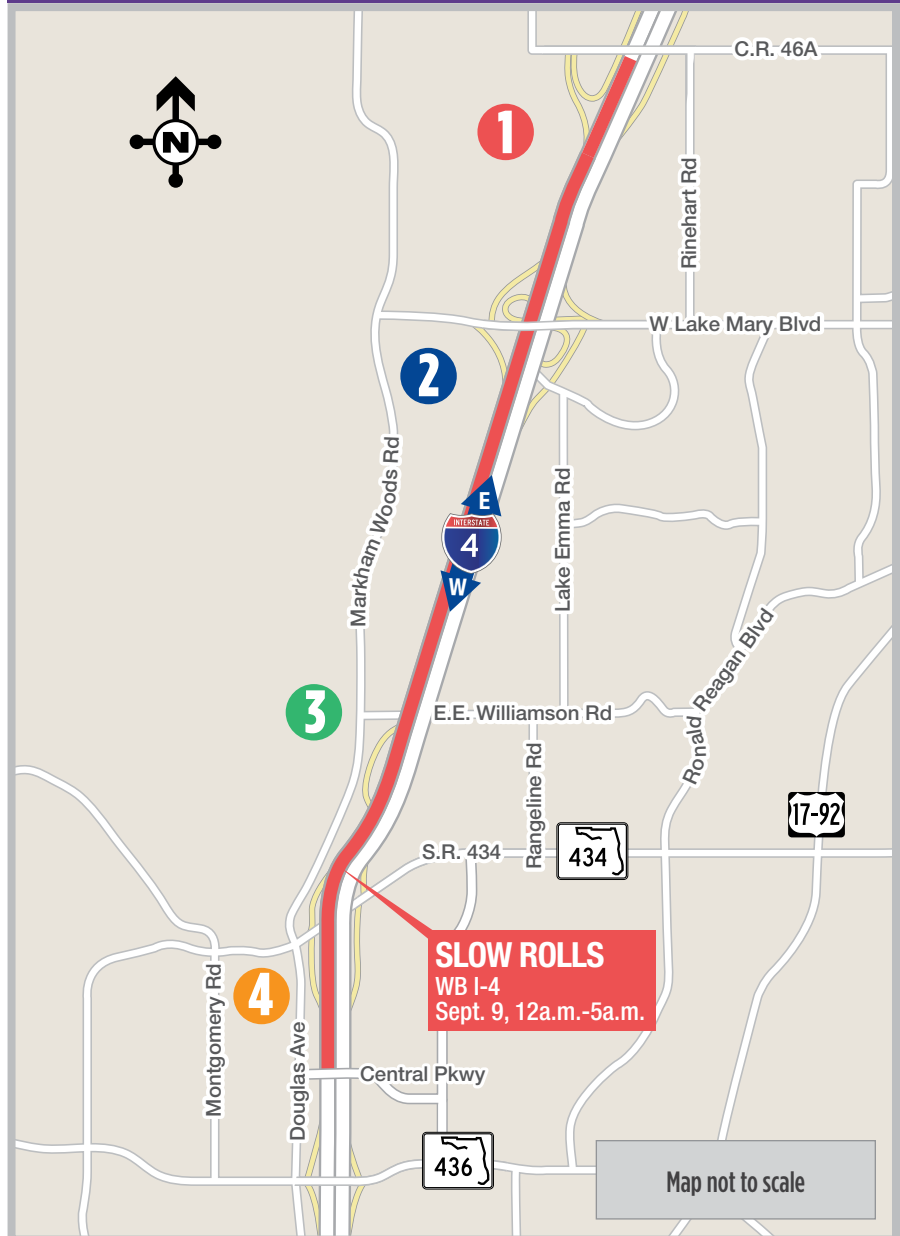 C.R. 46A
N
1
Rinehart Rd
W Lake Mary Blvd
2
Markham Woods Rd
E
INTERSTATE
4
W
Lake Emma Rd
Ronald Reagan Blvd
3
E.E. Williamson Rd
Rangeline Rd
17-92
S.R. 434
434
SLOW ROLLS
WB I-4
Sept. 9, 12a.m.-5a.m.
4
Montgomery Rd
Douglas Ave
Central Pkwy
436
Map not to scale